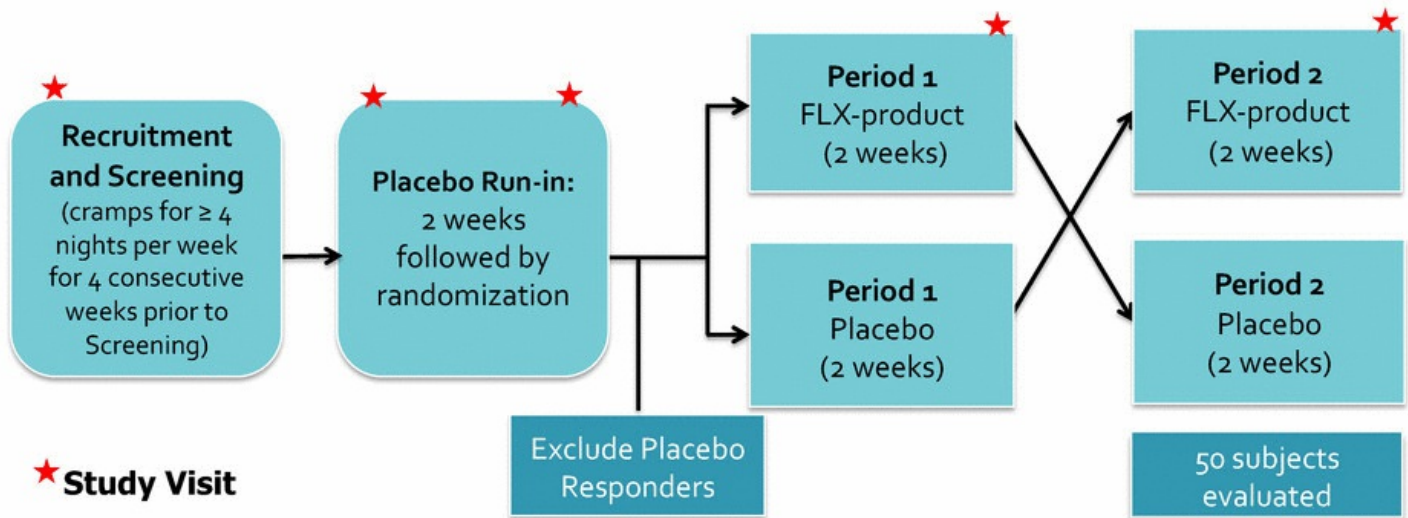 Recruitment
and Screening
(cramps for ≥ 4
nights per week
for 4 consecutive
weeks prior to
Screening)
Placebo Run-in:
2 weeks
followed by
randomization
Exclude Placebo
Responders
Period 1
FLX-product
(2 weeks)
Period 1
Placebo
(2 weeks)
Period 2
FLX-product
(2 weeks)
Period 2
Placebo
(2 weeks)
50 subjects
evaluated
Study Visit